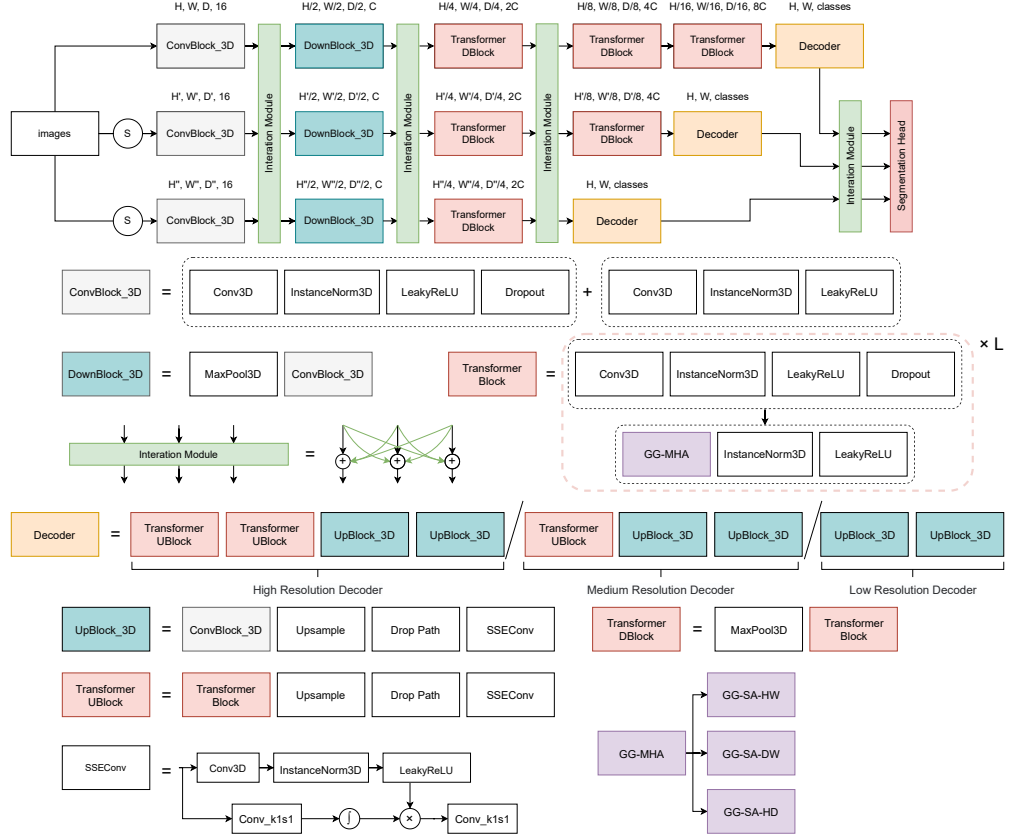 H, W, D, 16
H/2, W/2, D/2, C
H/4, W/4, D/4, 2C
H/8, W/8, D/8, 4C
H/16, W/16, D/16, 8C
H, W, classes
ConvBlock_3D
DownBlock_3D
Transformer
DBlock
Transformer
DBlock
Transformer
DBlock
Decoder
images
S
H', W', D', 16
H'/2, W'/2, D'/2, C
H'/4, W'/4, D'/4, 2C
H'/8, W'/8, D'/8, 4C
H, W, classes
ConvBlock_3D
DownBlock_3D
Transformer
DBlock
Transformer
DBlock
Decoder
S
H'', W'', D'', 16
H''/2, W''/2, D''/2, C
H''/4, W''/4, D''/4, 2C
H, W, classes
ConvBlock_3D
DownBlock_3D
Transformer
DBlock
Decoder
Interation Module
Interation Module
Interation Module
Interation Module
Segmentation Head
ConvBlock_3D
=
Conv3D
InstanceNorm3D
LeakyReLU
Dropout
+
Conv3D
InstanceNorm3D
LeakyReLU
DownBlock_3D
=
MaxPool3D
ConvBlock_3D
Transformer
Block
=
Conv3D
InstanceNorm3D
LeakyReLU
Dropout
× L
GG-MHA
InstanceNorm3D
LeakyReLU
Interation Module
=
+
+
+
Decoder
=
Transformer
UBlock
Transformer
UBlock
UpBlock_3D
UpBlock_3D
/
Transformer
UBlock
UpBlock_3D
UpBlock_3D
/
UpBlock_3D
UpBlock_3D
High Resolution Decoder
Medium Resolution Decoder
Low Resolution Decoder
UpBlock_3D
=
ConvBlock_3D
Upsample
Drop Path
SSEConv
Transformer
DBlock
=
MaxPool3D
Transformer
Block
Transformer
UBlock
=
Transformer
Block
Upsample
Drop Path
SSEConv
SSEConv
=
Conv3D
InstanceNorm3D
LeakyReLU
Conv_k1s1
∫
×
Conv_k1s1
GG-MHA
GG-SA-HW
GG-SA-DW
GG-SA-HD